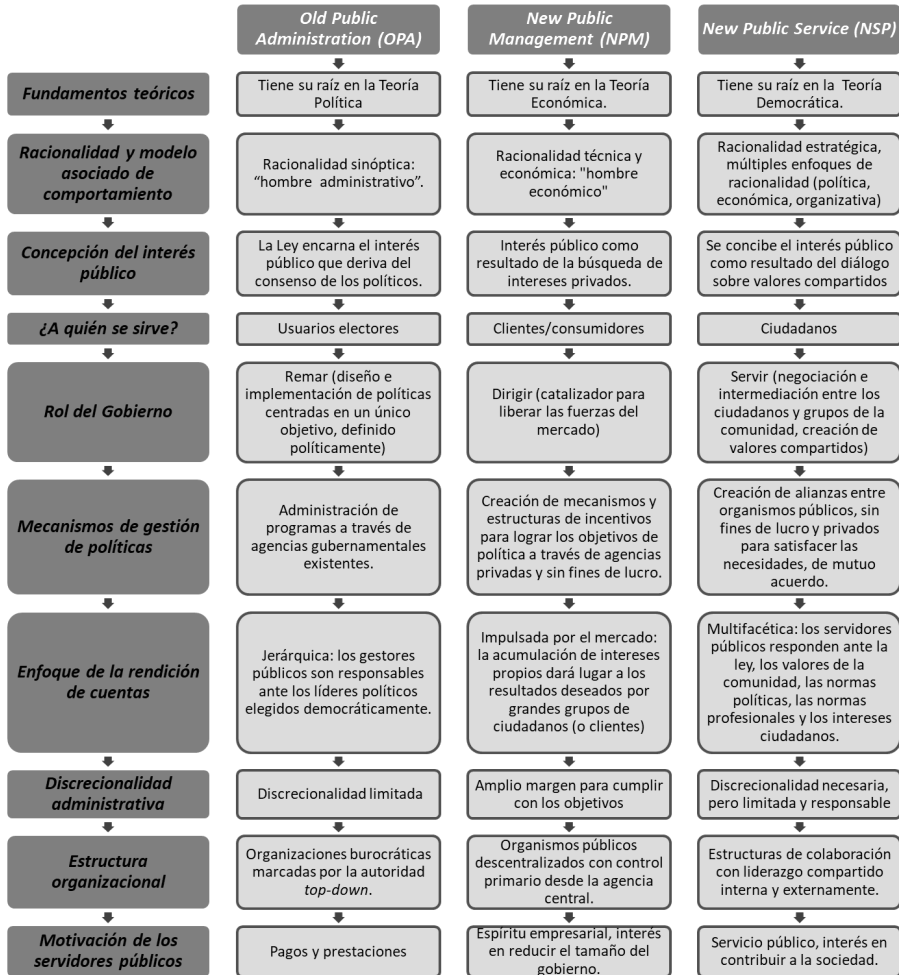 Old Public
Administration (OPA)
New Public
Management (NPM)
New Public Service (NSP)
Fundamentos teóricos
Tiene su raíz en la Teoría
Política
Tiene su raíz en la Teoría
Económica.
Tiene su raíz en la Teoría
Democrática.
Racionalidad y modelo
asociado de
comportamiento
Racionalidad sinóptica:
“hombre administrativo”.
Racionalidad técnica y
económica: "hombre
económico"
Racionalidad estratégica,
múltiples enfoques de
racionalidad (política,
económica, organizativa)
Concepción del interés
público
La Ley encarna el interés
público que deriva del
consenso de los políticos.
Interés público como
resultado de la búsqueda de
intereses privados.
Se concibe el interés público
como resultado del diálogo
sobre valores compartidos
¿A quién se sirve?
Usuarios electores
Clientes/consumidores
Ciudadanos
Rol del Gobierno
Remar (diseño e
implementación de políticas
centradas en un único
objetivo, definido
políticamente)
Dirigir (catalizador para
liberar las fuerzas del
mercado)
Servir (negociación e
intermediación entre los
ciudadanos y grupos de la
comunidad, creación de
valores compartidos)
Mecanismos de gestión
de políticas
Administración de
programas a través de
agencias gubernamentales
existentes.
Creación de mecanismos y
estructuras de incentivos
para lograr los objetivos de
política a través de agencias
privadas y sin fines de lucro.
Creación de alianzas entre
organismos públicos, sin
fines de lucro y privados
para satisfacer las
necesidades, de mutuo
acuerdo.
Enfoque de la rendición
de cuentas
Jerárquica: los gestores
públicos son responsables
ante los líderes políticos
elegidos democráticamente.
Impulsada por el mercado:
la acumulación de intereses
propios dará lugar a los
resultados deseados por
grandes grupos de
ciudadanos (o clientes)
Multifacética: los servidores
públicos responden ante la
ley, los valores de la
comunidad, las normas
políticas, las normas
profesionales y los intereses
ciudadanos.
Discrecionalidad
administrativa
Discrecionalidad limitada
Amplio margen para cumplir
con los objetivos
Discrecionalidad necesaria,
pero limitada y responsable
Estructura
organizacional
Organizaciones burocráticas
marcadas por la autoridad
top-down.
Organismos públicos
descentralizados con control
primario desde la agencia
central.
Estructuras de colaboración
con liderazgo compartido
interna y externamente.
Motivación de los
servidores públicos
Pagos y prestaciones
Espíritu empresarial, interés
en reducir el tamaño del
gobierno.
Servicio público, interés en
contribuir a la sociedad.